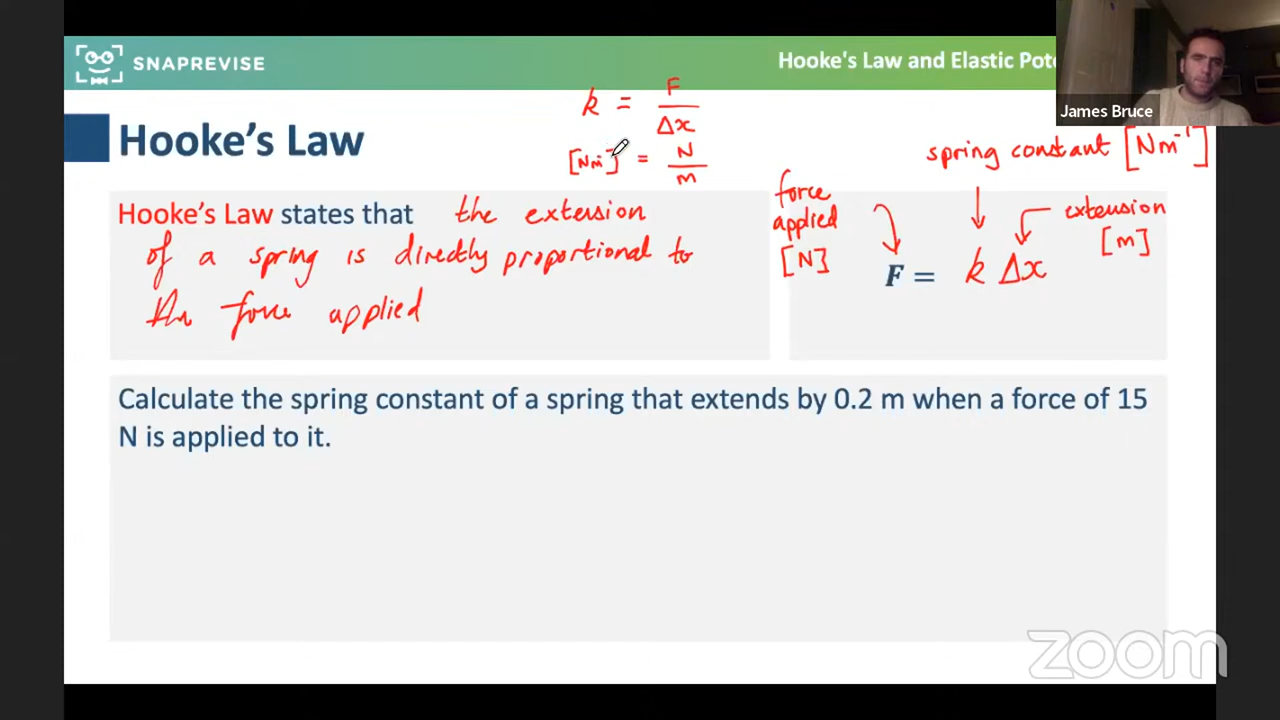 SNAPREVISE
Hooke's Law and Elastic Pote
James Bruce
k = F / Δx
[Nm⁻¹] = N / m
Hooke's Law
spring constant [Nm⁻¹]
Hooke's Law states that the extension
of a spring is directly proportional to
the force applied
force
applied
[N]
extension
[m]
F = k Δx
Calculate the spring constant of a spring that extends by 0.2 m when a force of 15
N is applied to it.
zoom